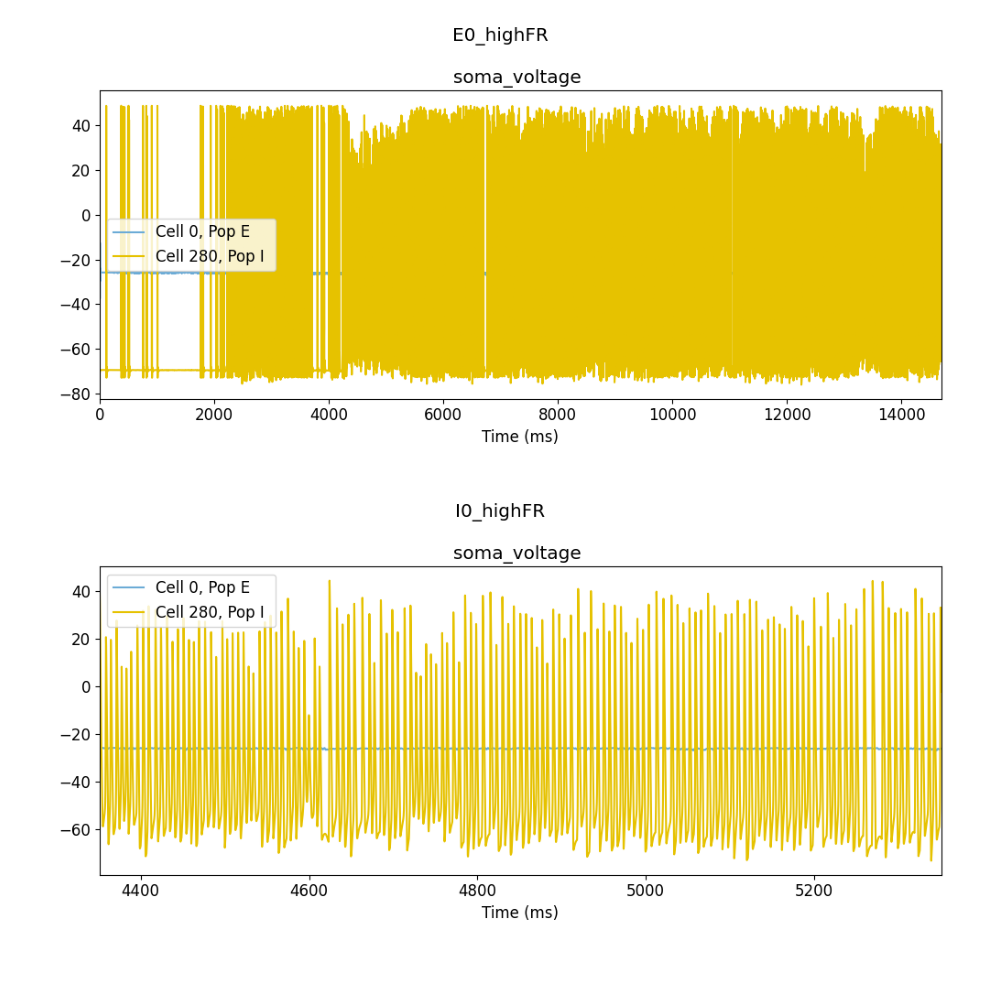 E0_highFR
soma_voltage
40
20
0
−20
−40
−60
−80
Cell 0, Pop E
Cell 280, Pop I
0 2000 4000 6000 8000 10000 12000 14000
Time (ms)
I0_highFR
soma_voltage
40
20
0
−20
−40
−60
Cell 0, Pop E
Cell 280, Pop I
4400 4600 4800 5000 5200
Time (ms)